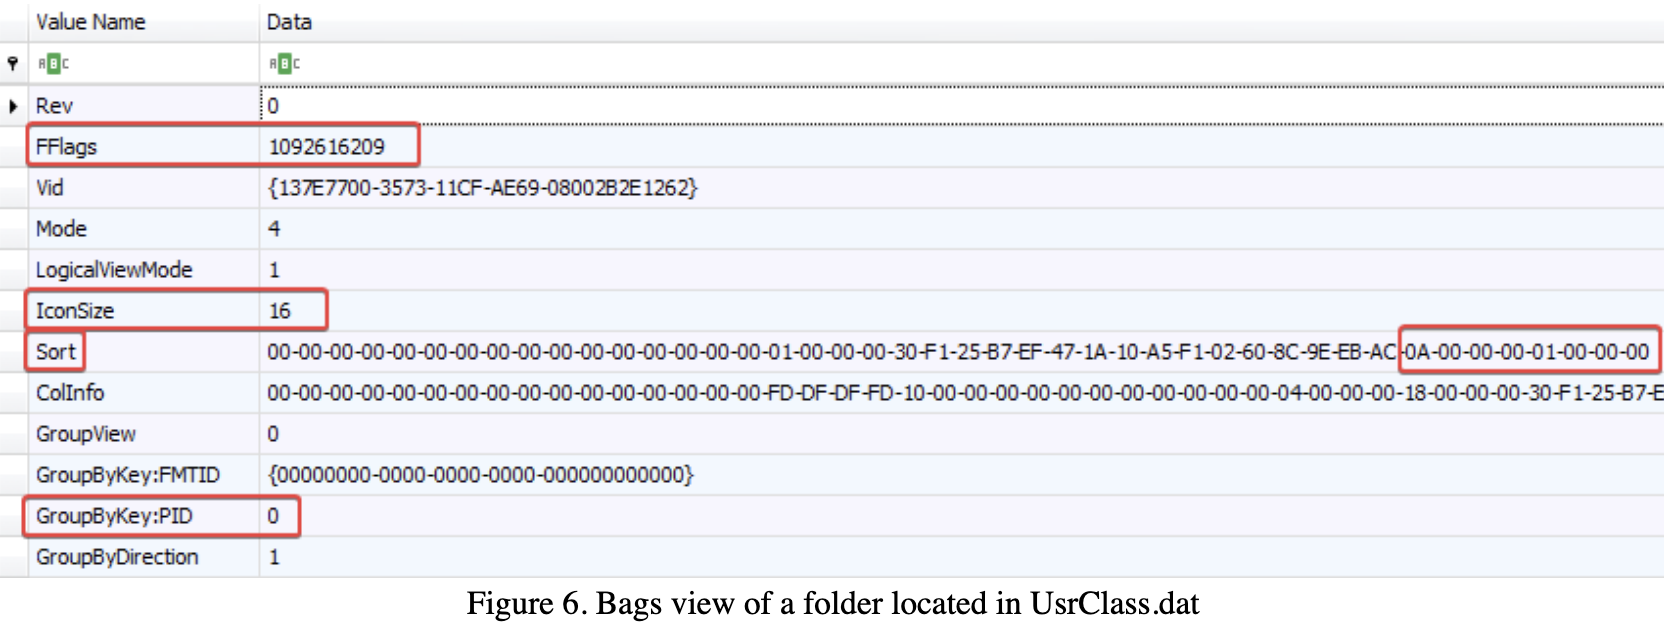 Value Name Data
ABC ABC
Rev 0
FFlags 1092616209
Vid {137E7700-3573-11CF-AE69-08002B2E1262}
Mode 4
LogicalViewMode 1
IconSize 16
Sort 00-00-00-00-00-00-00-00-00-00-00-00-00-00-00-00-01-00-00-00-30-F1-25-B7-EF-47-1A-10-A5-F1-02-60-8C-9E-EB-AC-0A-00-00-00-01-00-00-00
ColInfo 00-00-00-00-00-00-00-00-00-00-00-00-00-00-00-00-FD-DF-DF-FD-10-00-00-00-00-00-00-00-00-00-00-00-04-00-00-00-18-00-00-00-30-F1-25-B7-E
GroupView 0
GroupByKey:FMTID {00000000-0000-0000-0000-000000000000}
GroupByKey:PID 0
GroupByDirection 1
Figure 6. Bags view of a folder located in UsrClass.dat